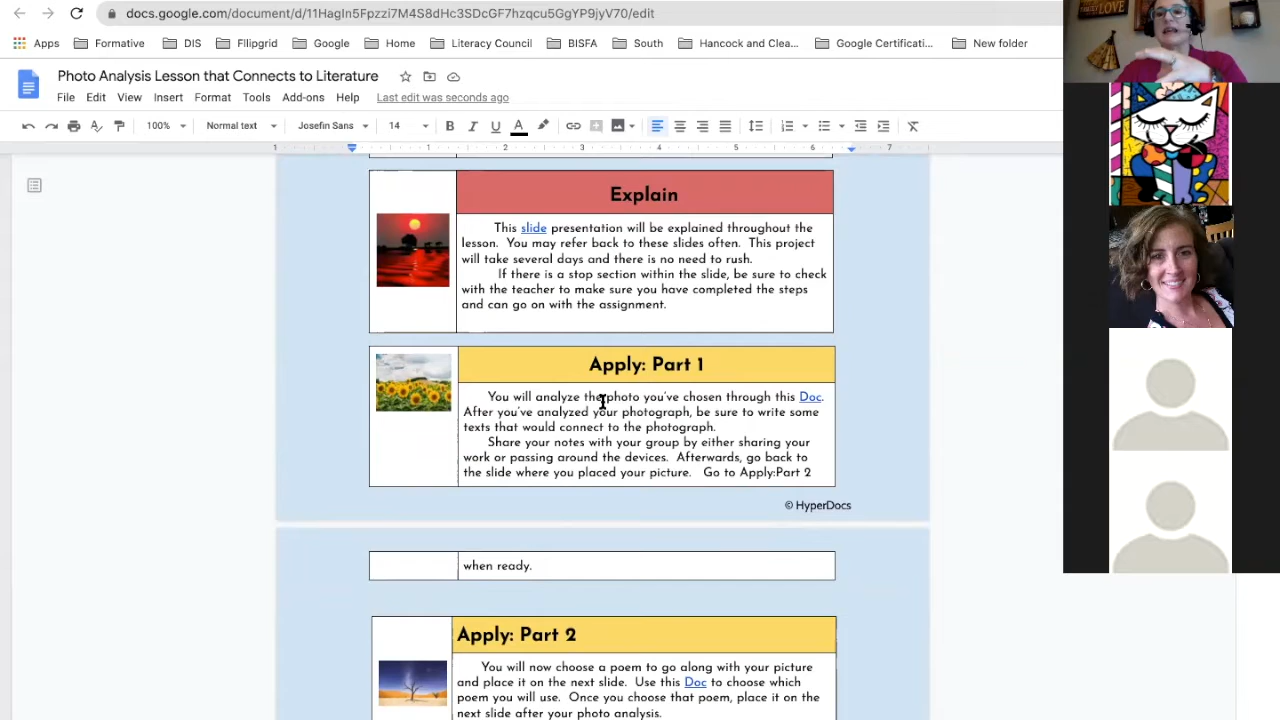 docs.google.com/document/d/11HagIn5Fpzzi7M4S8dHc3SDcGF7hzqcu5GgYP9jyV70/edit
Apps Formative DIS Fllipgrid Google Home Literacy Council BISFA South Hancock and Clea... Google Certificati... New folder
Photo Analysis Lesson that Connects to Literature
File Edit View Insert Format Tools Add-ons Help Last edit was seconds ago
100% Normal text Josefin Sans 14 B I U A
1 1 2 3 4 5 6 7
Explain
This slide presentation will be explained throughout the
lesson. You may refer back to these slides often. This project
will take several days and there is no need to rush.
If there is a stop section within the slide, be sure to check
with the teacher to make sure you have completed the steps
and can go on with the assignment.
Apply: Part 1
You will analyze the photo you've chosen through this Doc.
After you've analyzed your photograph, be sure to write some
texts that would connect to the photograph.
Share your notes with your group by either sharing your
work or passing around the devices. Afterwards, go back to
the slide where you placed your picture. Go to Apply:Part 2
© HyperDocs
when ready.
Apply: Part 2
You will now choose a poem to go along with your picture
and place it on the next slide. Use this Doc to choose which
poem you will use. Once you choose that poem, place it on the
next slide after your photo analysis.
LOVE